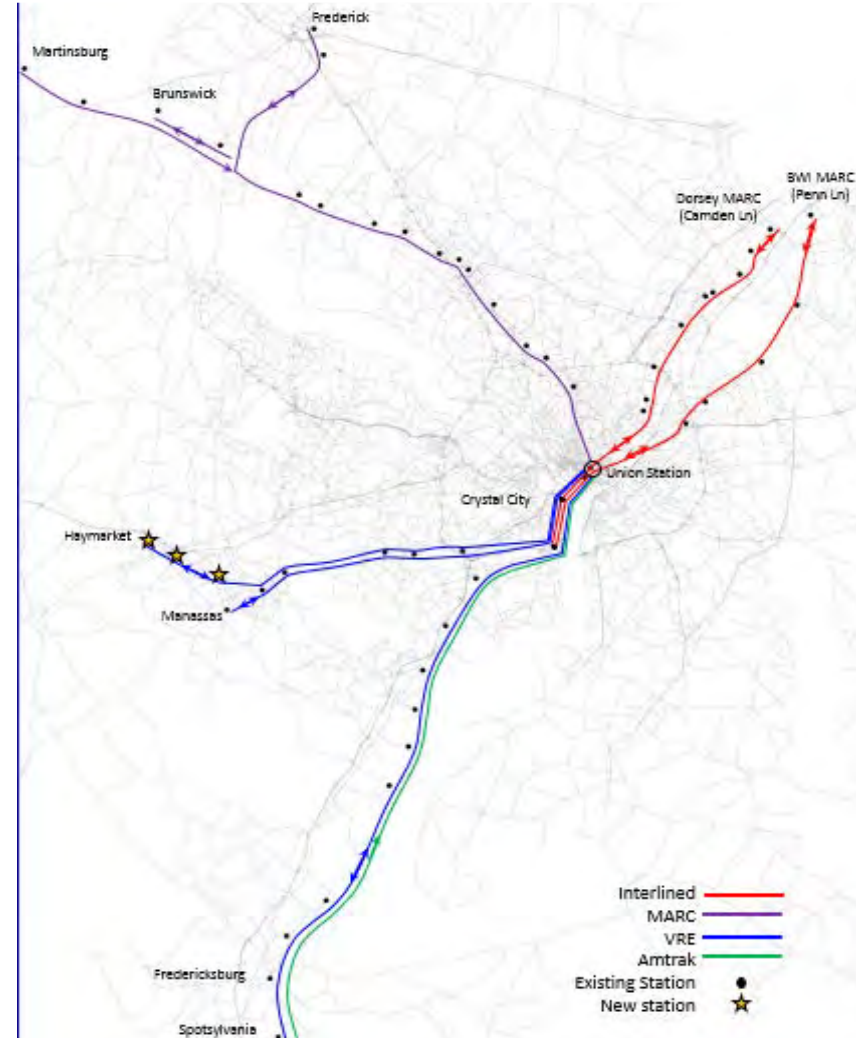 Frederick
Martinsburg
Brunswick
BWI MARC
(Penn Ln)
Dorsey MARC
(Camden Ln)
Union Station
Crystal City
Haymarket
Manassas
Interlined
MARC
VRE
Amtrak
Fredericksburg
Existing Station
New station
Spotsylvania